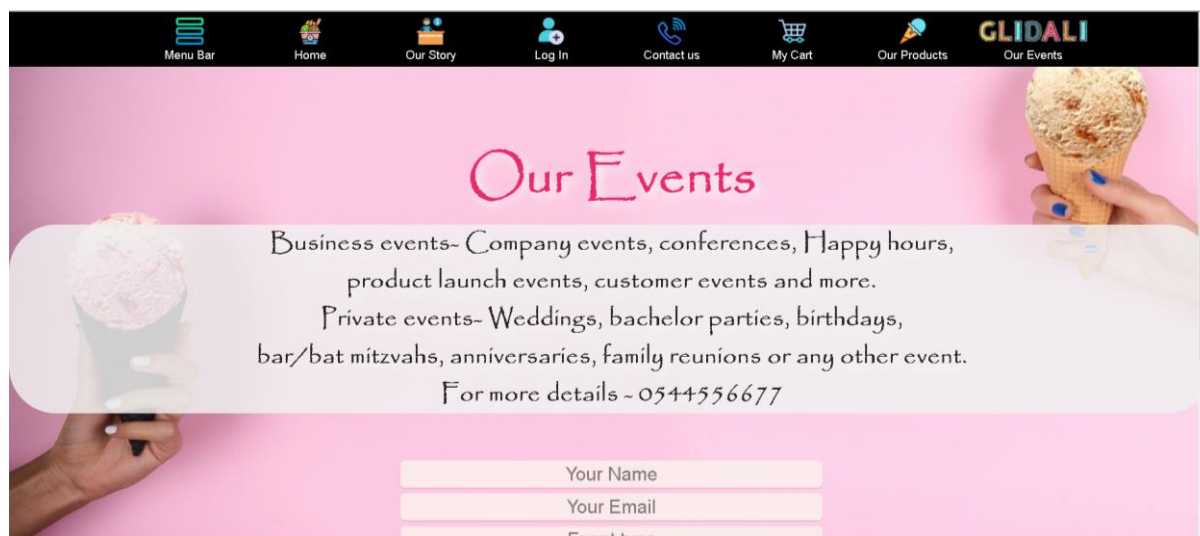 GLIDALI
Menu Bar Home Our Story Log In Contact us My Cart Our Products Our Events
Our Events
Business events- Company events, conferences, Happy hours,
product launch events, customer events and more.
Private events- Weddings, bachelor parties, birthdays,
bar/bat mitzvahs, anniversaries, family reunions or any other event.
For more details - 0544556677
Your Name
Your Email
Event type